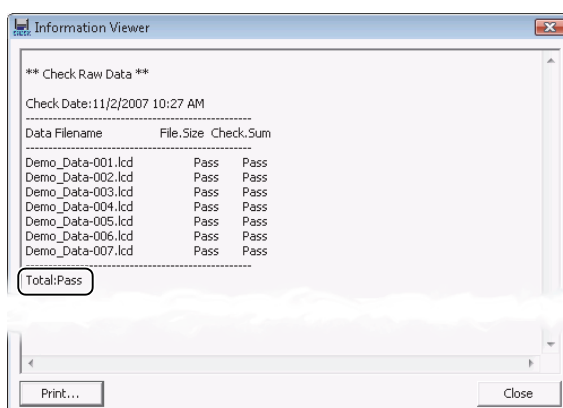 Information Viewer
** Check Raw Data **
Check Date:11/2/2007 10:27 AM
--------------------------------------------------------
Data Filename File.Size Check.Sum
--------------------------------------------------------
Demo_Data-001.lcd Pass Pass
Demo_Data-002.lcd Pass Pass
Demo_Data-003.lcd Pass Pass
Demo_Data-004.lcd Pass Pass
Demo_Data-005.lcd Pass Pass
Demo_Data-006.lcd Pass Pass
Demo_Data-007.lcd Pass Pass
--------------------------------------------------------
Total:Pass
Print... Close